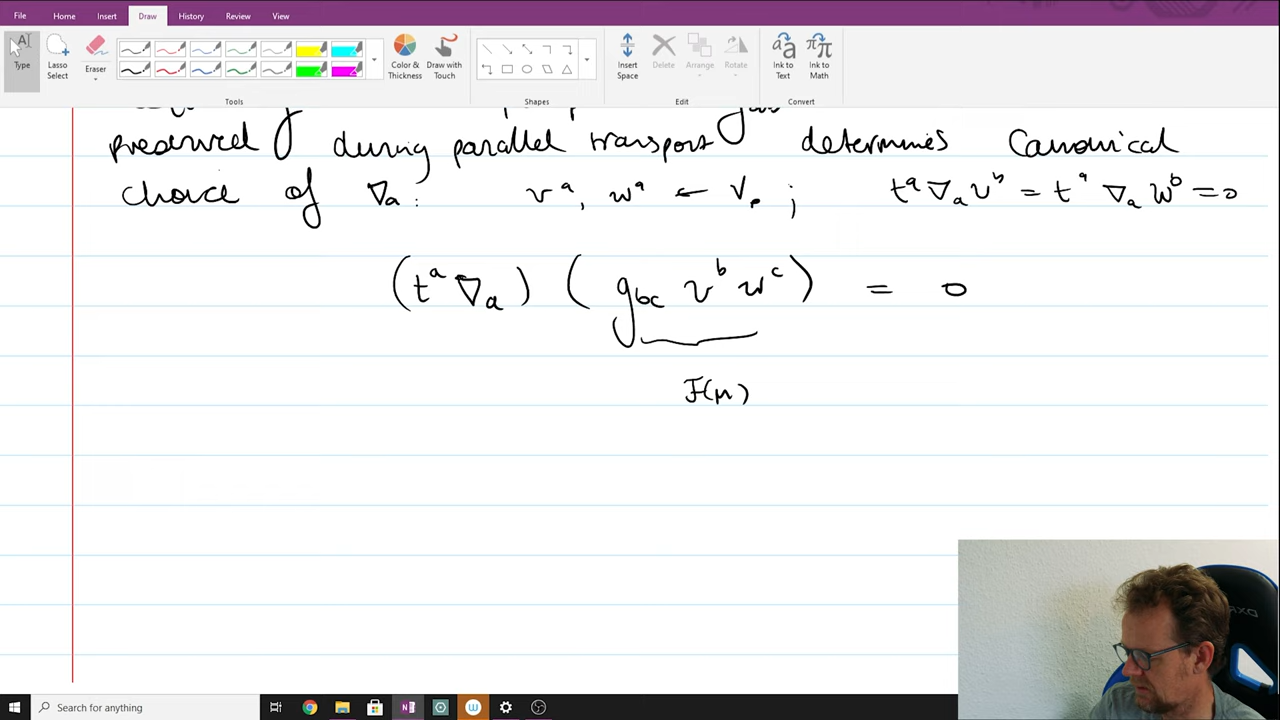 File Home Insert Draw History Review View
Type Lasso Select Eraser Color & Thickness Draw with Touch Insert Space Delete Arrange Rotate Ink to Text Ink to Math
Tools Shapes Edit Convert
preserved during parallel transport determines Canonical
choice of ∇a: vᵃ, wᵃ ← Vₚ ; tᵃ∇ₐvᵇ = tᵃ∇ₐwᵇ = 0
(tᵃ∇ₐ) (g_bc vᵇ wᶜ) = 0
F(M)
Search for anything